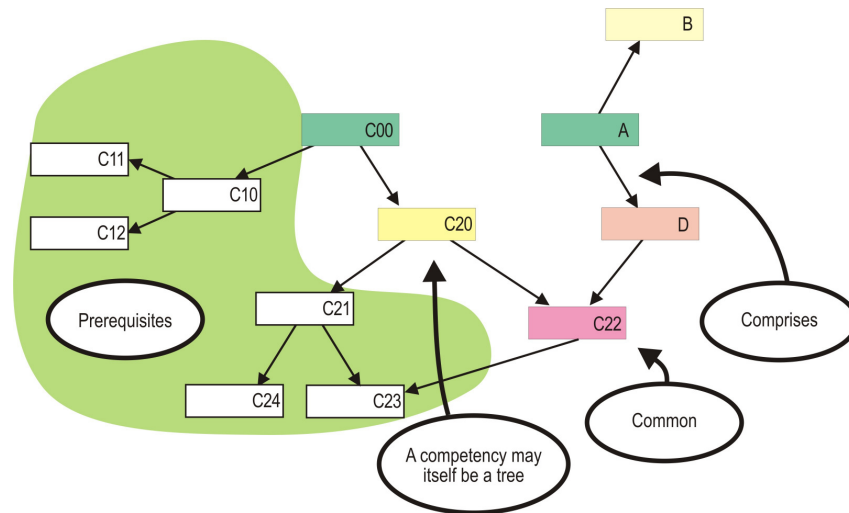 B
C00
A
C11
C10
C12
C20
D
Prerequisites
C21
C22
Comprises
C24
C23
Common
A competency may
itself be a tree